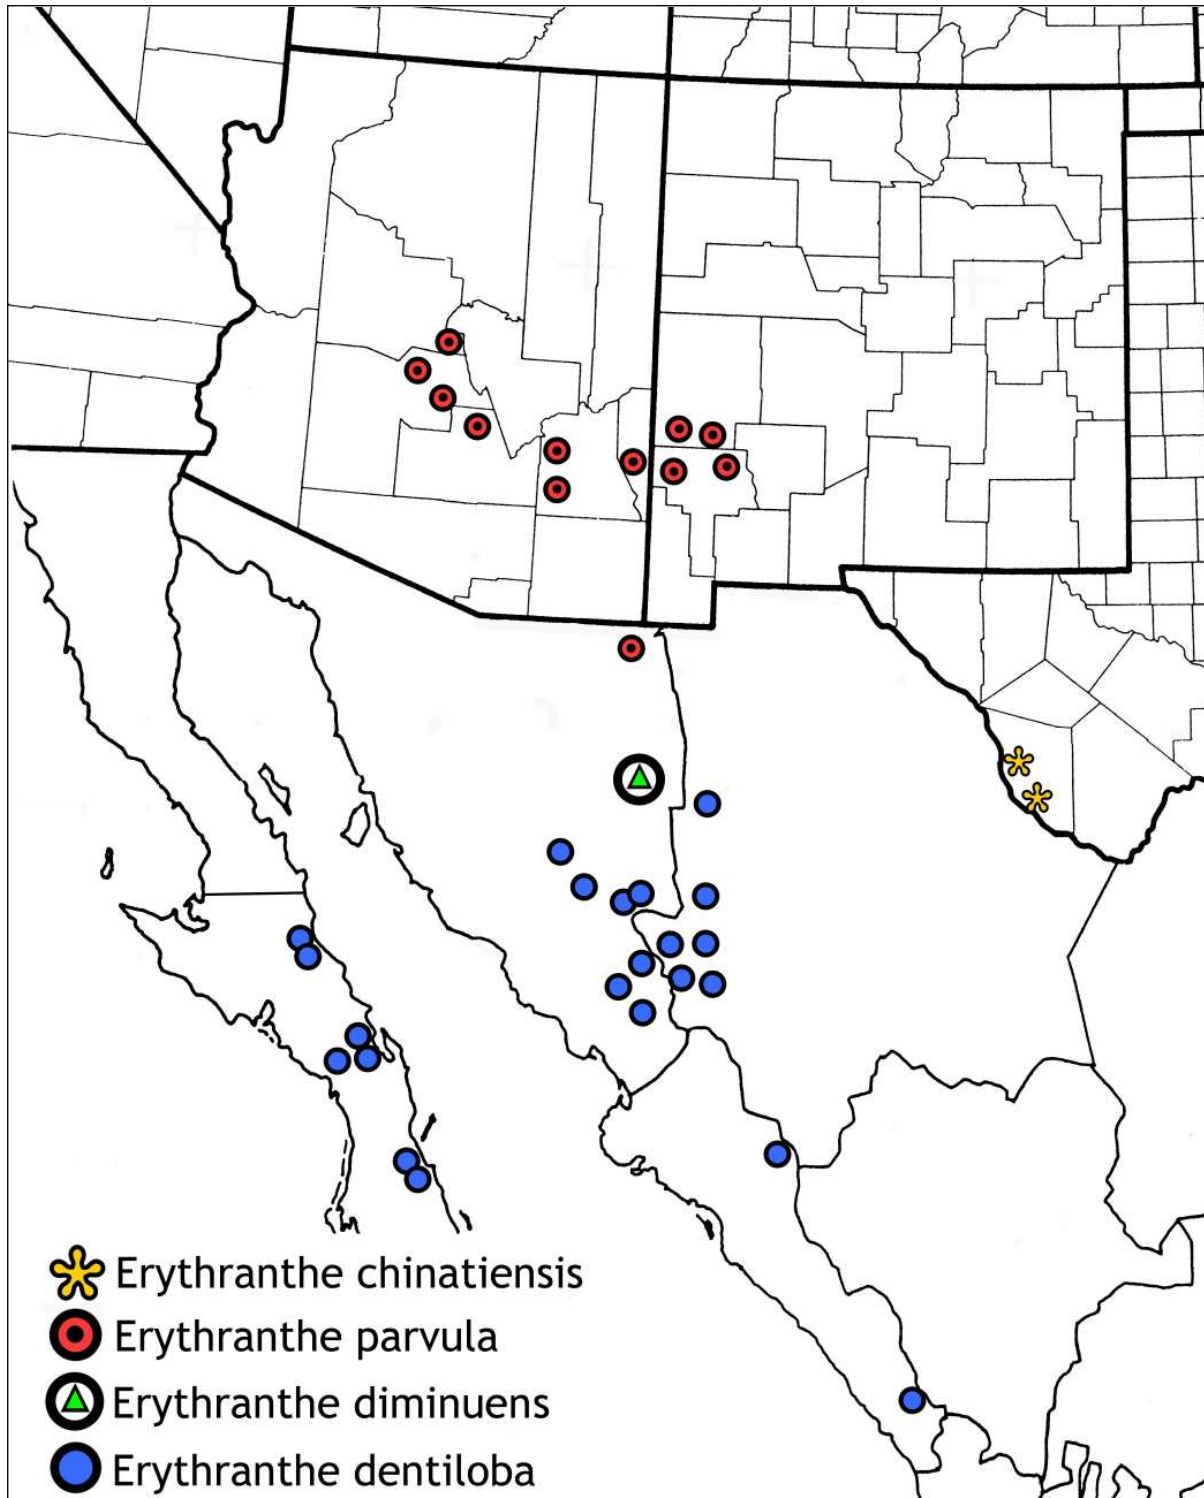 Erythranthe chinatiensis
Erythranthe parvula
Erythranthe diminuens
Erythranthe dentiloba